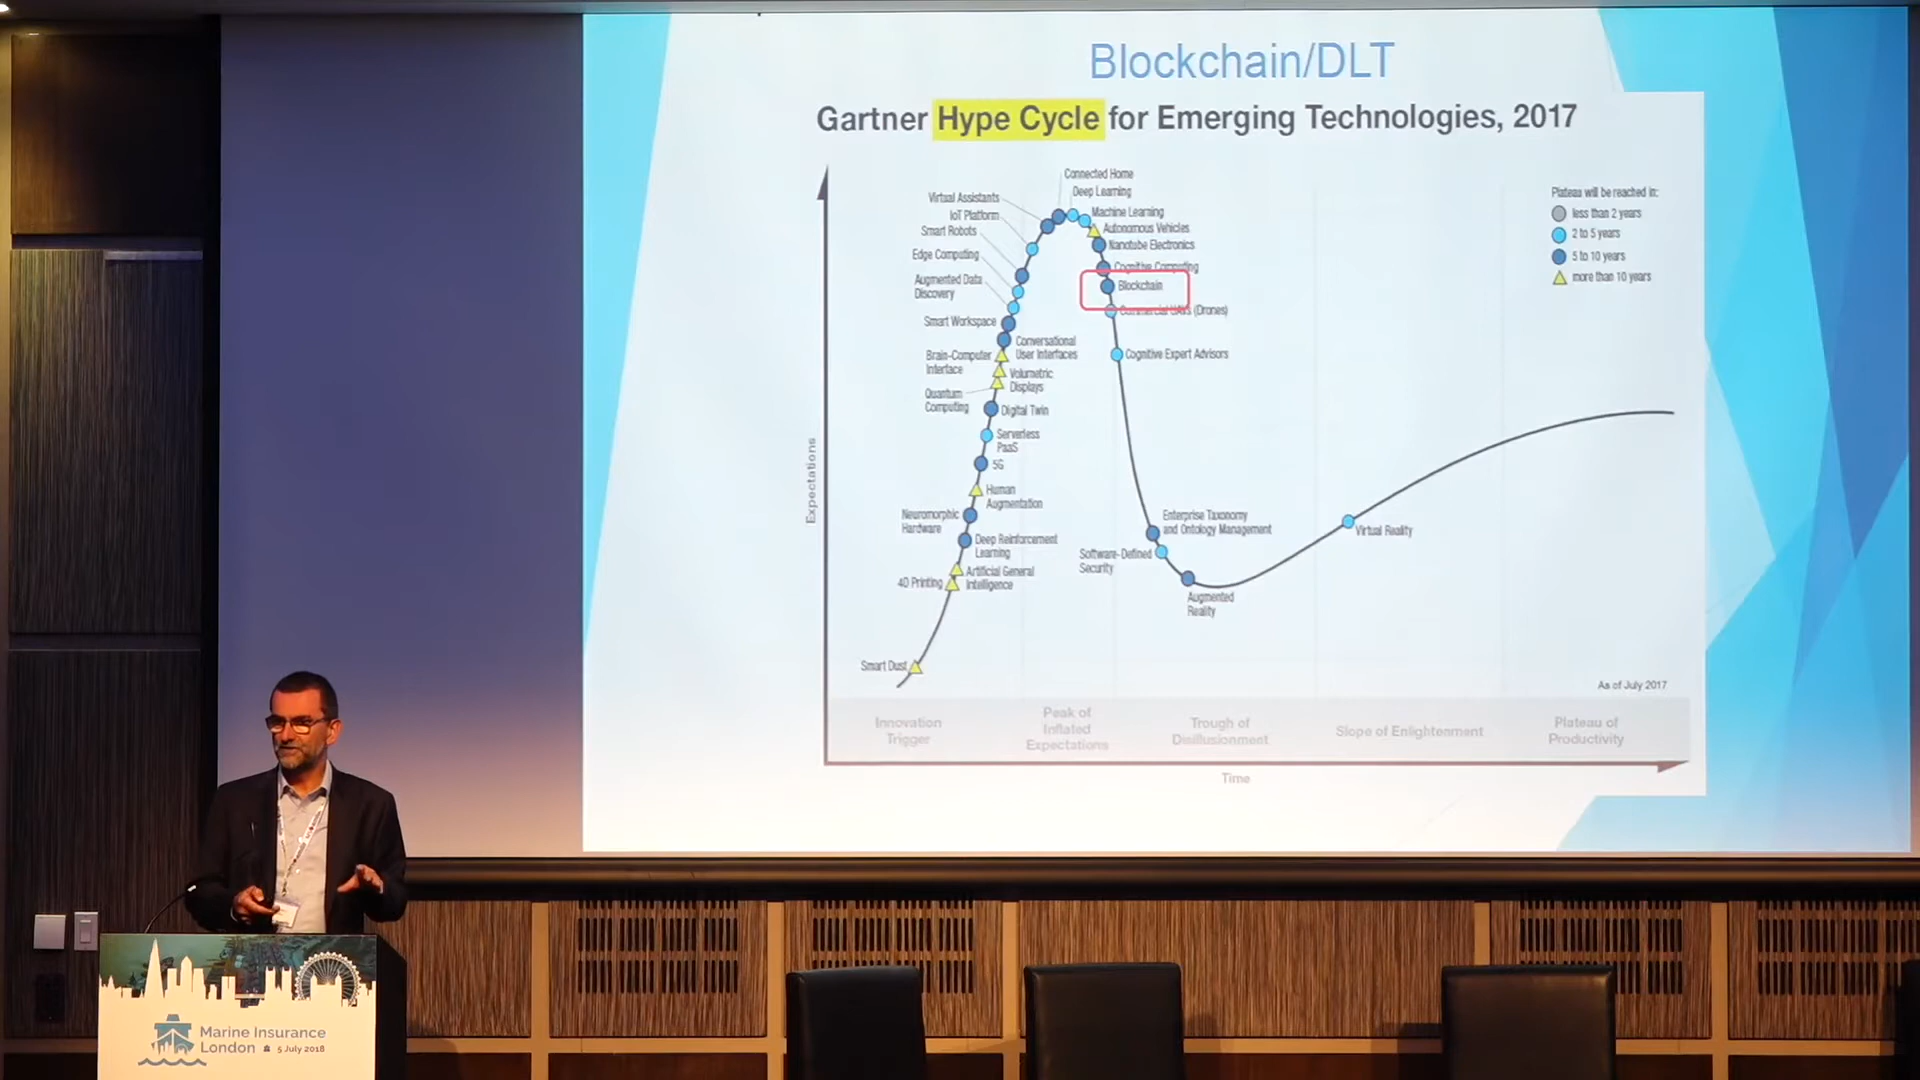 Blockchain/DLT
Gartner Hype Cycle for Emerging Technologies, 2017
Connected Home
Deep Learning
Virtual Assistants
Machine Learning
IoT Platform
Autonomous Vehicles
Smart Robots
Nanotube Electronics
Edge Computing
Cognitive Computing
Augmented Data
Discovery
Blockchain
Commercial UAVs (Drones)
Smart Workspace
Conversational
User Interfaces
Brain-Computer
Interface
Cognitive Expert Advisors
Volumetric
Displays
Quantum
Computing
Digital Twin
Serverless
PaaS
5G
Human
Augmentation
Neuromorphic
Hardware
Deep Reinforcement
Learning
Artificial General
Intelligence
4D Printing
Smart Dust
Enterprise Taxonomy
and Ontology Management
Software-Defined
Security
Augmented
Reality
Virtual Reality
Plateau will be reached in:
less than 2 years
2 to 5 years
5 to 10 years
more than 10 years
Expectations
As of July 2017
Innovation
Trigger
Peak of
Inflated
Expectations
Trough of
Disillusionment
Slope of Enlightenment
Plateau of
Productivity
Time
Marine Insurance
London 5 July 2018